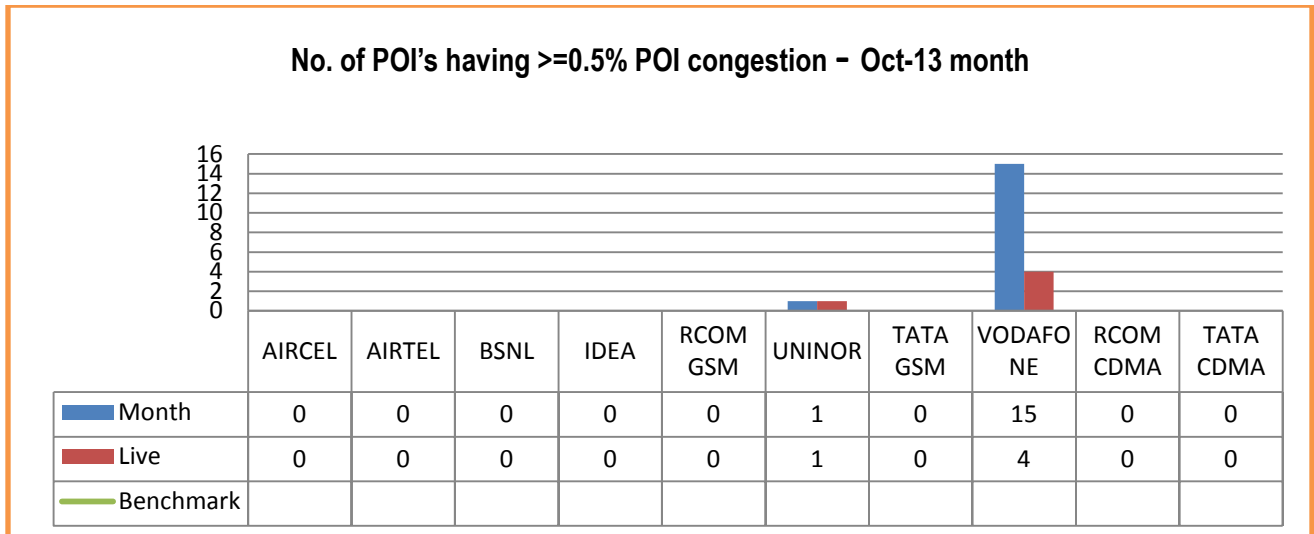 No. of POI's having >=0.5% POI congestion – Oct-13 month
16
14
12
10
8
6
4
2
0
AIRCEL AIRTEL BSNL IDEA RCOM GSM UNINOR TATA GSM VODAFO NE RCOM CDMA TATA CDMA
Month 0 0 0 0 0 1 0 15 0 0
Live 0 0 0 0 0 1 0 4 0 0
Benchmark